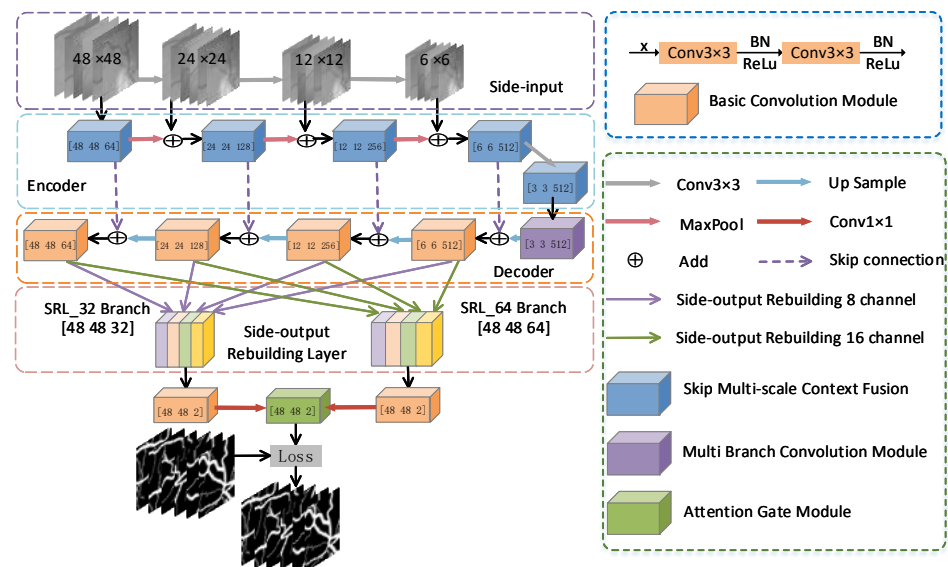 48 ×48
24 ×24
12 ×12
6 ×6
Side-input
[48 48 64]
[24 24 128]
[12 12 256]
[6 6 512]
[3 3 512]
Encoder
[48 48 64]
[24 24 128]
[12 12 256]
[6 6 512]
[3 3 512]
Decoder
SRL_32 Branch
[48 48 32]
Side-output
Rebuilding Layer
SRL_64 Branch
[48 48 64]
[48 48 2]
[48 48 2]
[48 48 2]
Loss
x
Conv3×3
BN
ReLu
Conv3×3
BN
ReLu
Basic Convolution Module
Conv3×3
Up Sample
MaxPool
Conv1×1
Add
Skip connection
Side-output Rebuilding 8 channel
Side-output Rebuilding 16 channel
Skip Multi-scale Context Fusion
Multi Branch Convolution Module
Attention Gate Module